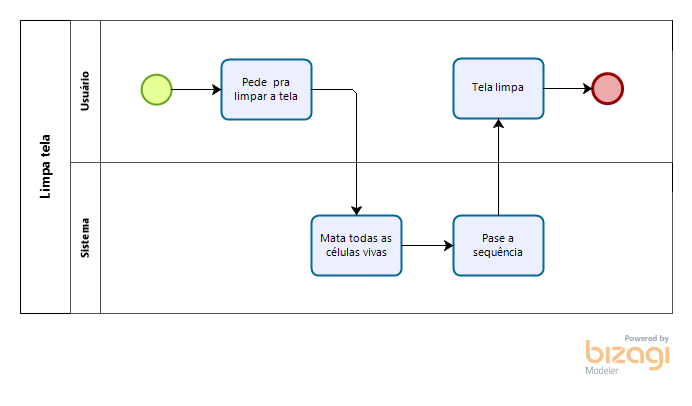 Limpa tela
Usuário
Pede  pra
limpar a tela
Tela limpa
Sistema
Mata todas as
células vivas
Pase a
sequência
Powered by
bizagi
Modeler